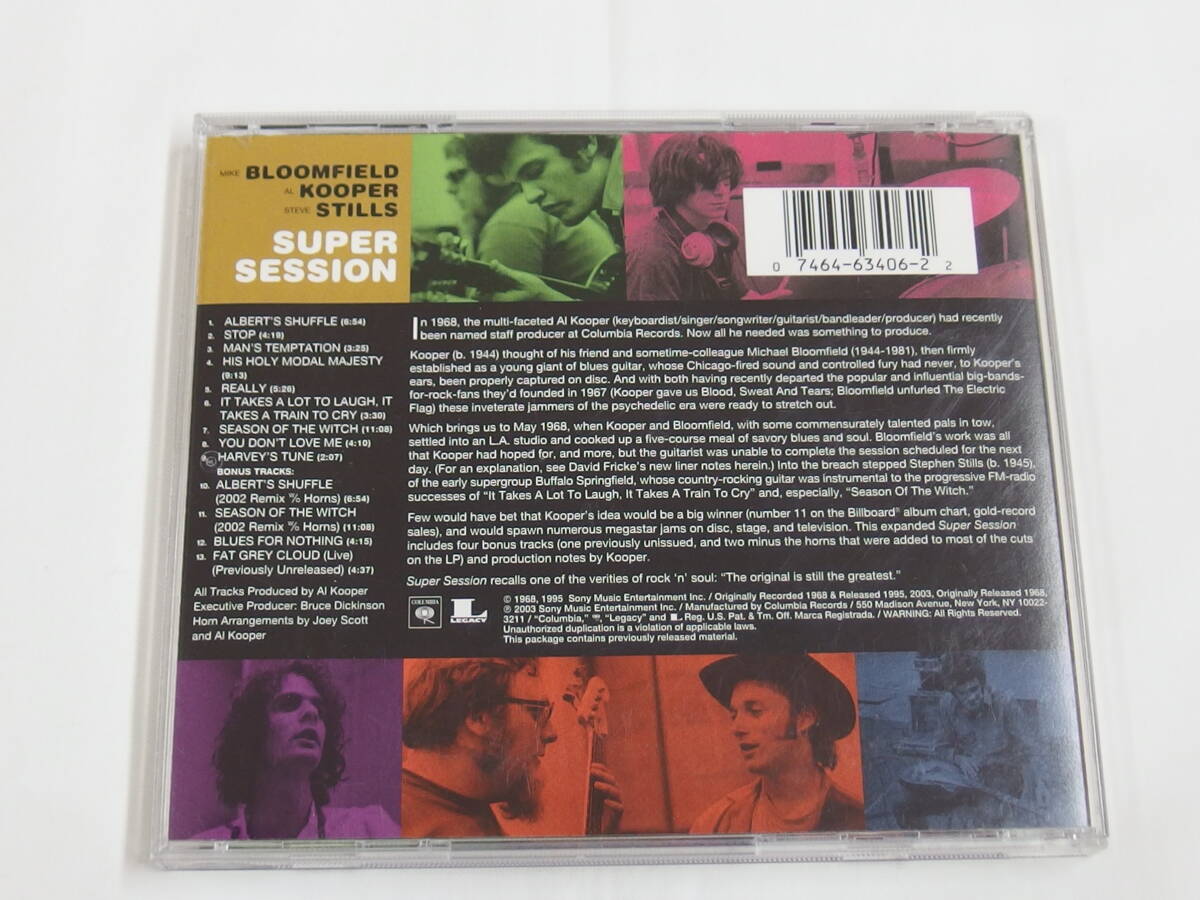 MIKE BLOOMFIELD
AL KOOPER
STEVE STILLS
SUPER
SESSION
0 7464-63406-2 2
1. ALBERT'S SHUFFLE (6:54)
2. STOP (4:19)
3. MAN'S TEMPTATION (3:25)
4. HIS HOLY MODAL MAJESTY
(9:13)
5. REALLY (5:26)
6. IT TAKES A LOT TO LAUGH, IT
TAKES A TRAIN TO CRY (3:30)
7. SEASON OF THE WITCH (11:08)
8. YOU DON'T LOVE ME (4:10)
9. HARVEY'S TUNE (2:07)
BONUS TRACKS:
10. ALBERT'S SHUFFLE
(2002 Remix w/o Horns) (6:54)
11. SEASON OF THE WITCH
(2002 Remix w/o Horns) (11:08)
12. BLUES FOR NOTHING (4:15)
13. FAT GREY CLOUD (Live)
(Previously Unreleased) (4:37)
All Tracks Produced by Al Kooper
Executive Producer: Bruce Dickinson
Horn Arrangements by Joey Scott
and Al Kooper
In 1968, the multi-faceted Al Kooper (keyboardist/singer/songwriter/guitarist/bandleader/producer) had recently
been named staff producer at Columbia Records. Now all he needed was something to produce.
Kooper (b. 1944) thought of his friend and sometime-colleague Michael Bloomfield (1944-1981), then firmly
established as a young giant of blues guitar, whose Chicago-fired sound and controlled fury had never, to Kooper's
ears, been properly captured on disc. And with both having recently departed the popular and influential big-bands-
for-rock-fans they'd founded in 1967 (Kooper gave us Blood, Sweat And Tears; Bloomfield unfurled The Electric
Flag) these inveterate jammers of the psychedelic era were ready to stretch out.
Which brings us to May 1968, when Kooper and Bloomfield, with some commensurately talented pals in tow,
settled into an L.A. studio and cooked up a five-course meal of savory blues and soul. Bloomfield's work was all
that Kooper had hoped for, and more, but the guitarist was unable to complete the session scheduled for the next
day. (For an explanation, see David Fricke's new liner notes herein.) Into the breach stepped Stephen Stills (b. 1945),
of the early supergroup Buffalo Springfield, whose country-rocking guitar was instrumental to the progressive FM-radio
successes of "It Takes A Lot To Laugh, It Takes A Train To Cry" and, especially, "Season Of The Witch."
Few would have bet that Kooper's idea would be a big winner (number 11 on the Billboard® album chart, gold-record
sales), and would spawn numerous megastar jams on disc, stage, and television. This expanded Super Session
includes four bonus tracks (one previously unissued, and two minus the horns that were added to most of the cuts
on the LP) and production notes by Kooper.
Super Session recalls one of the verities of rock 'n' soul: "The original is still the greatest."
COLUMBIA
L
LEGACY
© 1968, 1995 Sony Music Entertainment Inc. / Originally Recorded 1968 & Released 1995, 2003, Originally Released 1968,
℗ 2003 Sony Music Entertainment Inc. / Manufactured by Columbia Records / 550 Madison Avenue, New York, NY 10022-
3211 / "Columbia," , "Legacy" and L Reg. U.S. Pat. & Tm. Off. Marca Registrada. / WARNING: All Rights Reserved.
Unauthorized duplication is a violation of applicable laws.
This package contains previously released material.